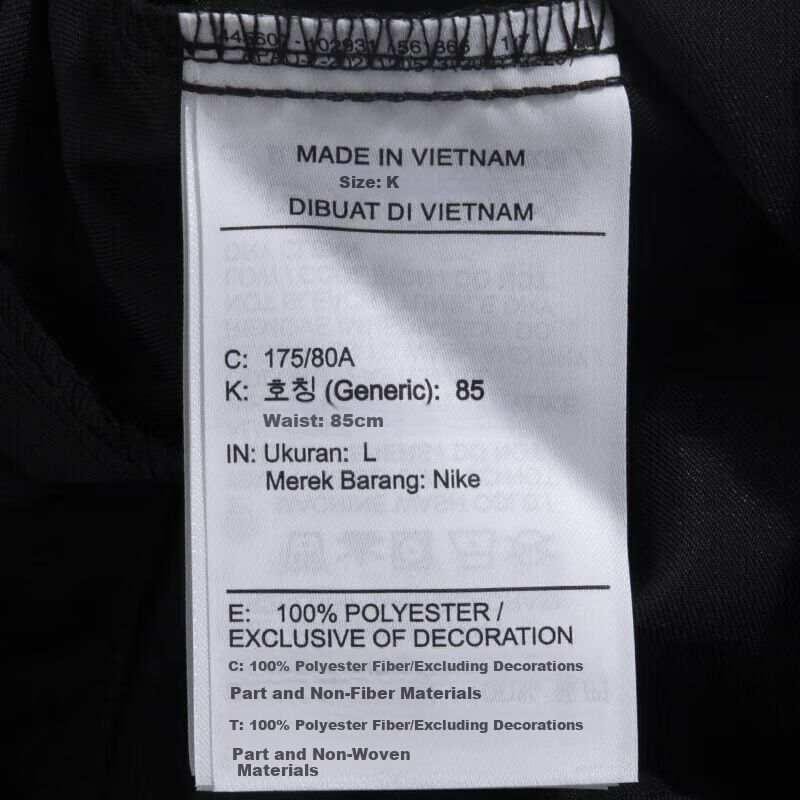 MADE IN VIETNAM
Size: K
DIBUAT DI VIETNAM
C: 175/80A
K: 호칭 (Generic): 85
Waist: 85cm
IN: Ukuran: L
Merek Barang: Nike
E: 100% POLYESTER /
EXCLUSIVE OF DECORATION
C: 100% Polyester Fiber/Excluding Decorations
Part and Non-Fiber Materials
T: 100% Polyester Fiber/Excluding Decorations
Part and Non-Woven
Materials